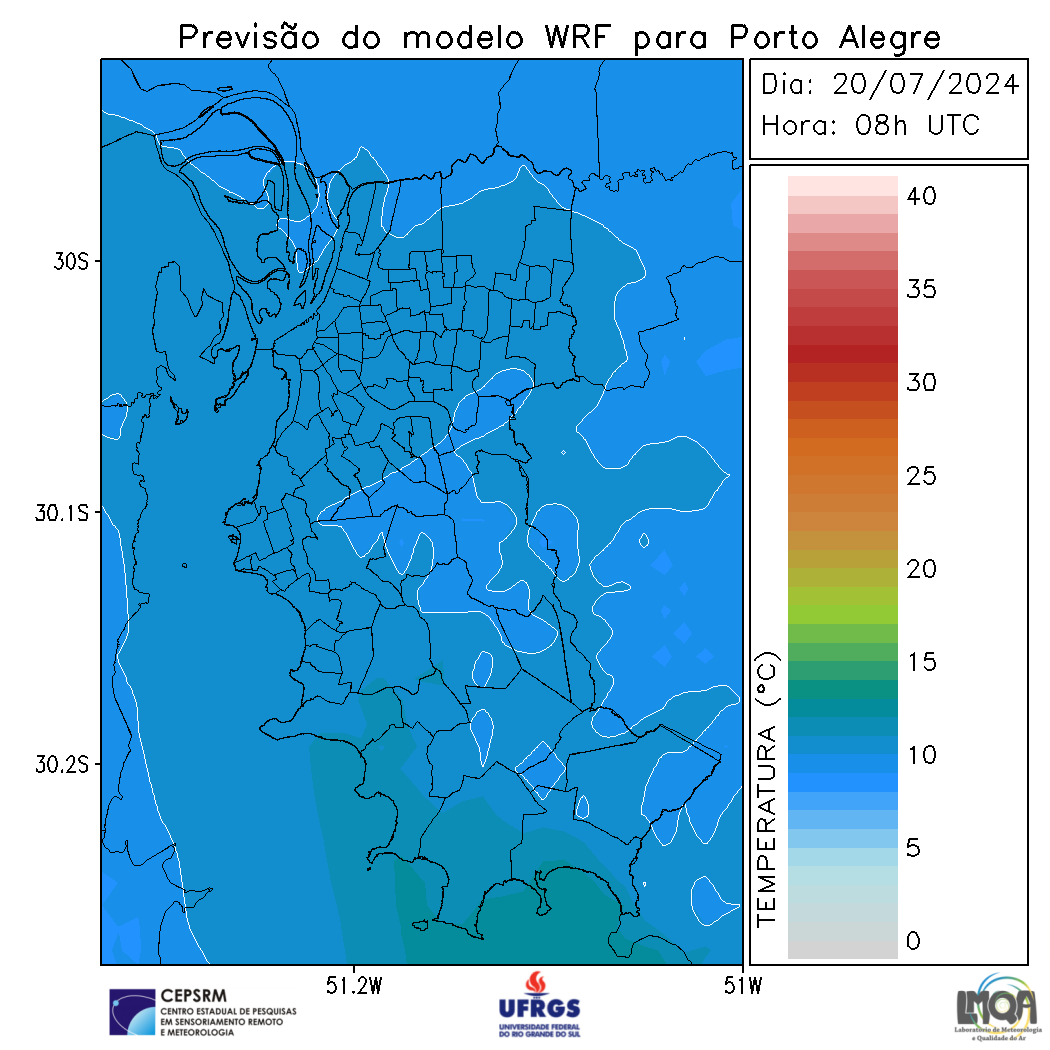 Previsão do modelo WRF para Porto Alegre
Dia: 20/07/2024
Hora: 08h UTC
30S
30.1S
30.2S
51.2W
51W
TEMPERATURA (°C)
40
35
30
25
20
15
10
5
0
CEPSRM
CENTRO ESTADUAL DE PESQUISAS
EM SENSORIAMENTO REMOTO
E METEOROLOGIA
UFRGS
UNIVERSIDADE FEDERAL
DO RIO GRANDE DO SUL
LMQA
Laboratório de Meteorologia
e Qualidade do Ar